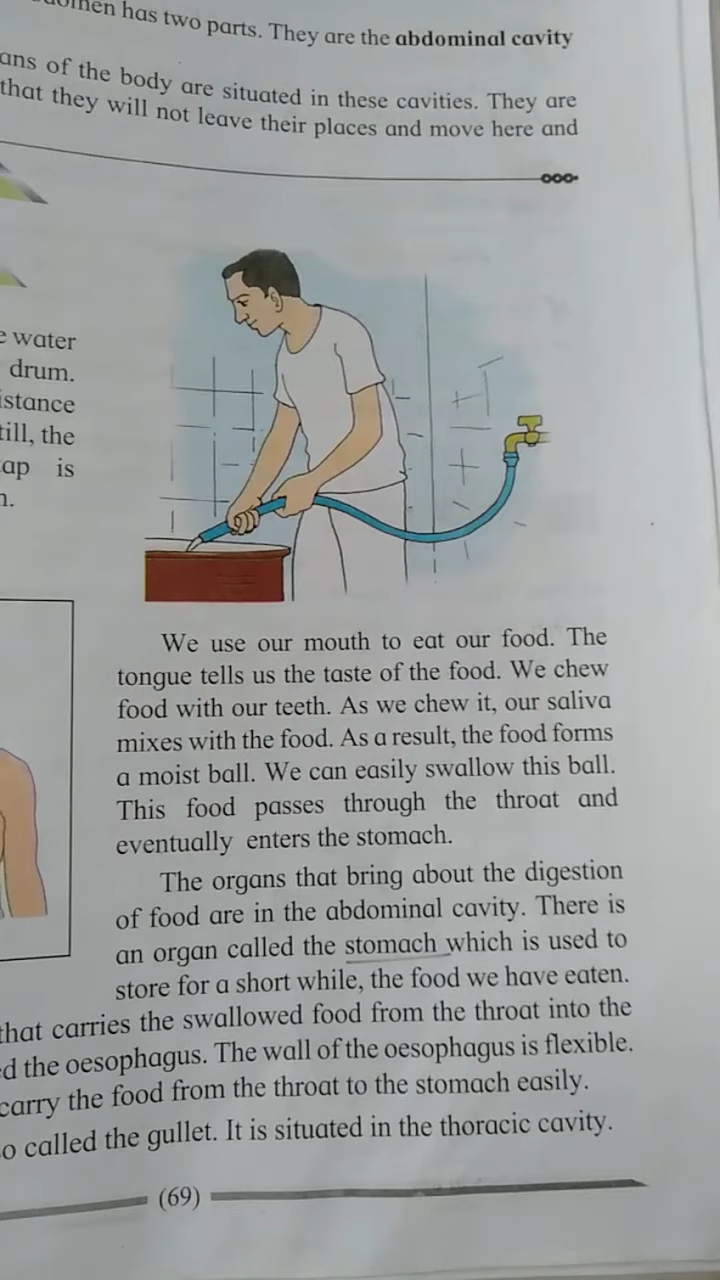 has two parts. They are the abdominal cavity
of the body are situated in these cavities. They are
that they will not leave their places and move here and
water
drum.
till, the
is
We use our mouth to eat our food. The
tongue tells us the taste of the food. We chew
food with our teeth. As we chew it, our saliva
mixes with the food. As a result, the food forms
a moist ball. We can easily swallow this ball.
This food passes through the throat and
eventually enters the stomach.
The organs that bring about the digestion
of food are in the abdominal cavity. There is
an organ called the stomach which is used to
store for a short while, the food we have eaten.
that carries the swallowed food from the throat into the
the oesophagus. The wall of the oesophagus is flexible.
carry the food from the throat to the stomach easily.
called the gullet. It is situated in the thoracic cavity.
(69)